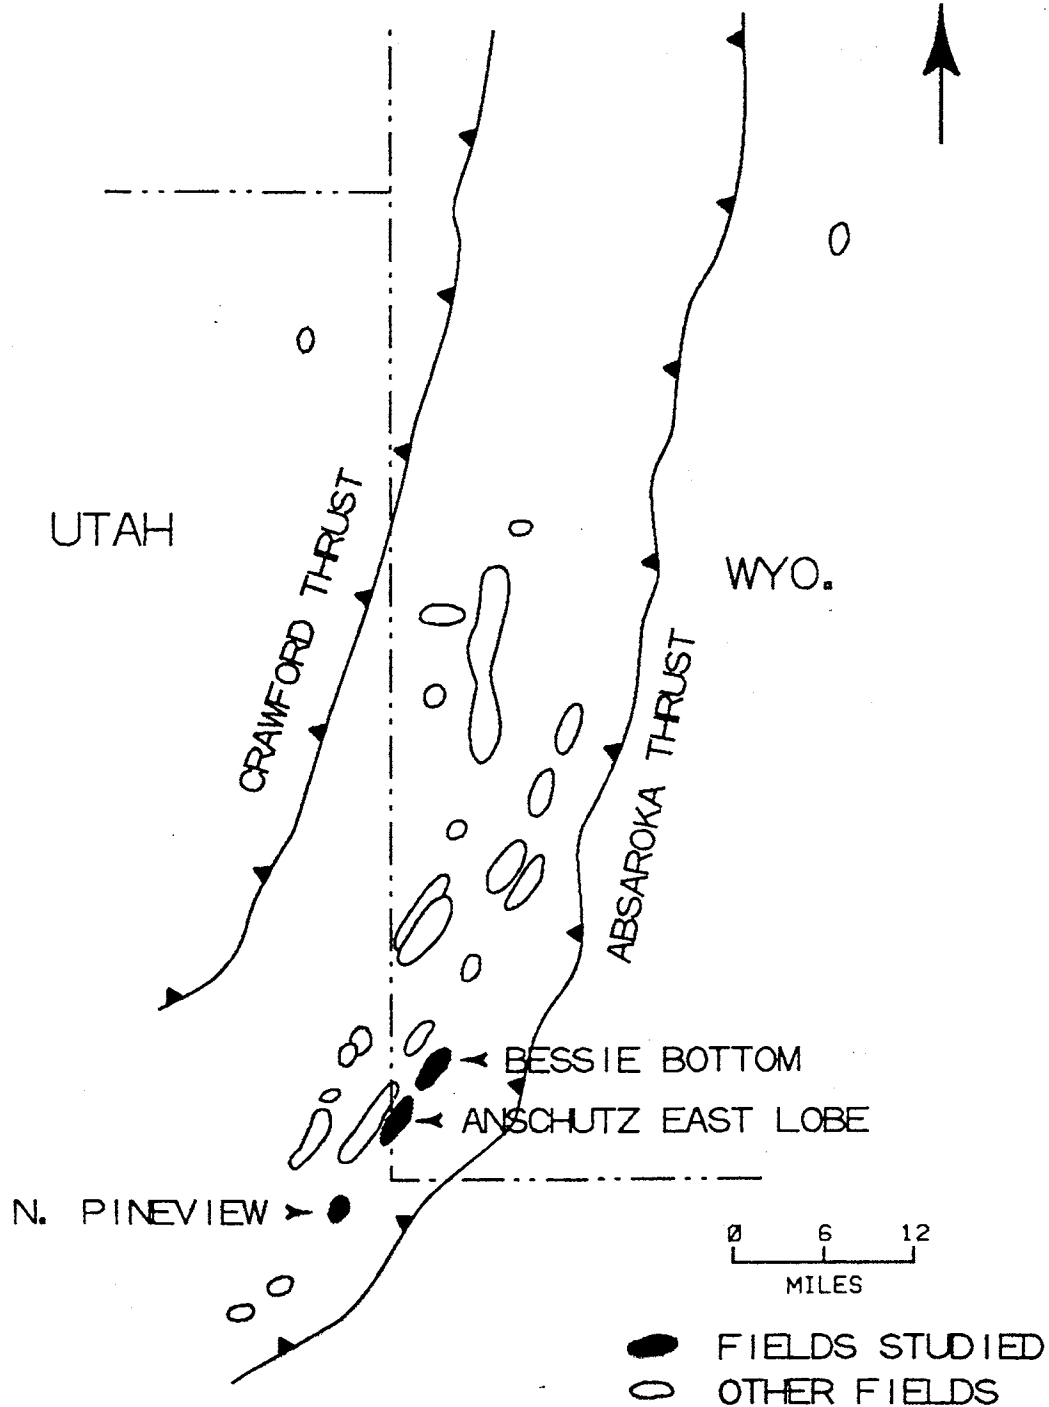 UTAH
CRAWFORD THRUST
WYO.
ABSAROKA THRUST
BESSIE BOTTOM
ANSCHUTZ EAST LOBE
N. PINEVIEW
0 6 12
MILES
FIELDS STUDIED
OTHER FIELDS